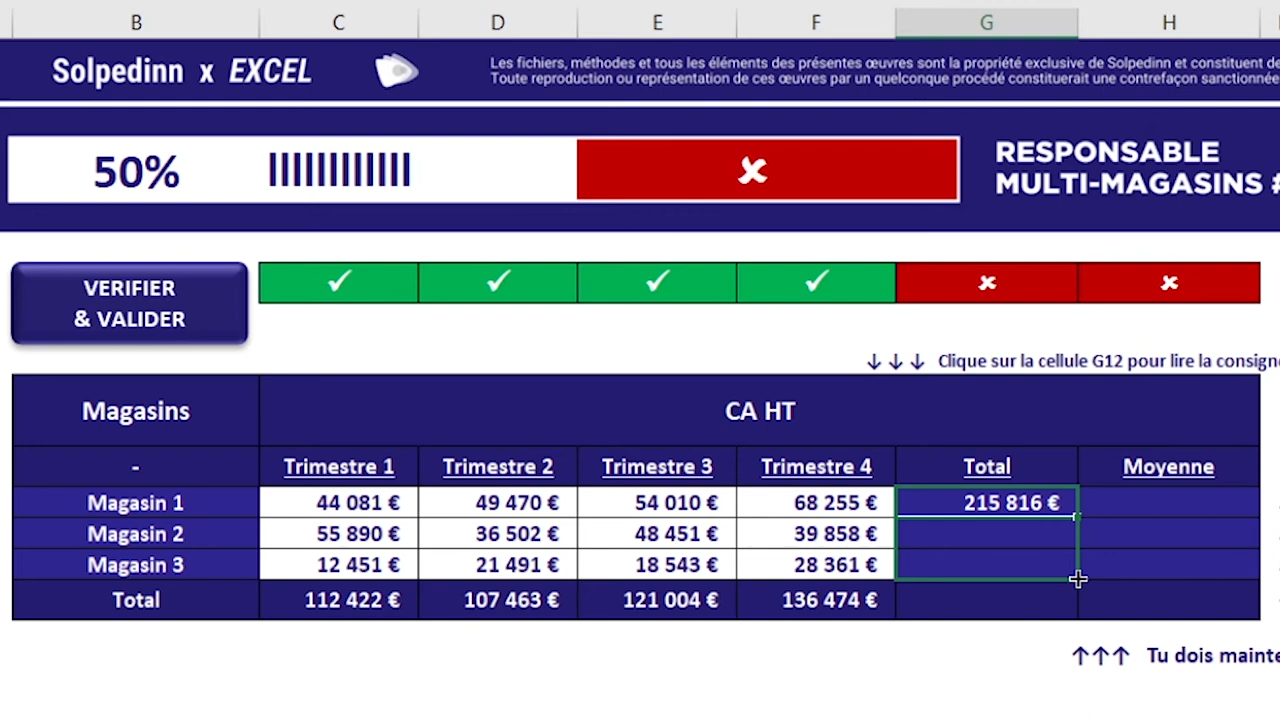 B C D E F G H
Solpedinn x EXCEL
Les fichiers, méthodes et tous les éléments des présentes œuvres sont la propriété exclusive de Solpedinn et constituent de
Toute reproduction ou représentation de ces œuvres par un quelconque procédé constituerait une contrefaçon sanctionnée
50%
RESPONSABLE
MULTI-MAGASINS #
VERIFIER
& VALIDER
↓ ↓ ↓ Clique sur la cellule G12 pour lire la consigne
Magasins CA HT
- Trimestre 1 Trimestre 2 Trimestre 3 Trimestre 4 Total Moyenne
Magasin 1 44 081 € 49 470 € 54 010 € 68 255 € 215 816 €
Magasin 2 55 890 € 36 502 € 48 451 € 39 858 €
Magasin 3 12 451 € 21 491 € 18 543 € 28 361 €
Total 112 422 € 107 463 € 121 004 € 136 474 €
↑↑↑ Tu dois mainte